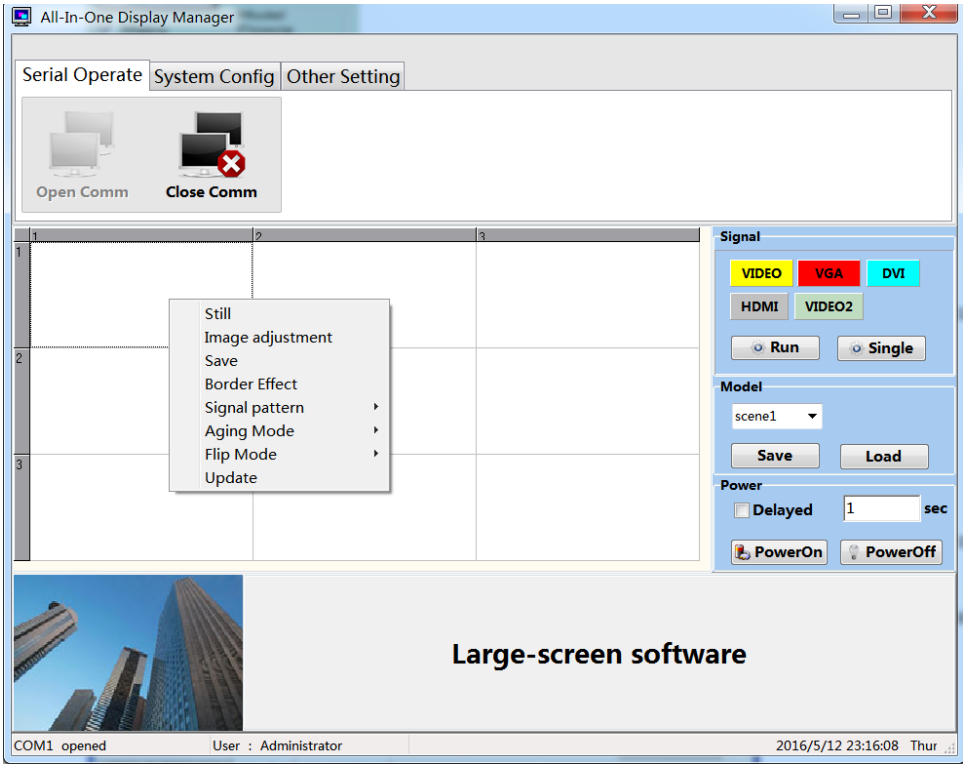 All-In-One Display Manager
Serial Operate System Config Other Setting
Open Comm Close Comm
1 2 3
1
2
3
Still
Image adjustment
Save
Border Effect
Signal pattern
Aging Mode
Flip Mode
Update
Signal
VIDEO VGA DVI
HDMI VIDEO2
Run Single
Model
scene1
Save Load
Power
Delayed 1 sec
PowerOn PowerOff
Large-screen software
COM1 opened User : Administrator 2016/5/12 23:16:08 Thur